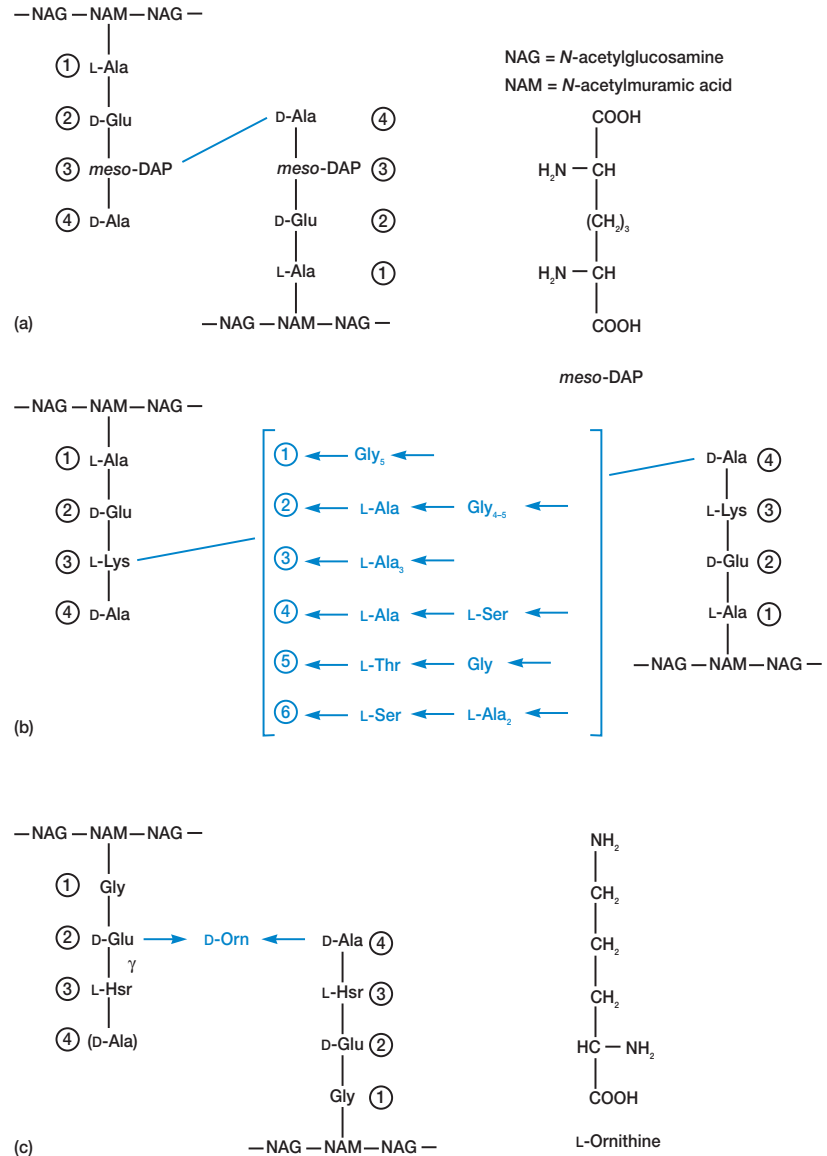 —NAG —NAM—NAG —
① L-Ala
② D-Glu
③ meso-DAP
④ D-Ala
D-Ala ④
meso-DAP ③
D-Glu ②
L-Ala ①
—NAG —NAM—NAG —
(a)
NAG = N-acetylglucosamine
NAM = N-acetylmuramic acid
COOH
H₂N — CH
(CH₂)₃
H₂N — CH
COOH
meso-DAP
—NAG —NAM—NAG —
① L-Ala
② D-Glu
③ L-Lys
④ D-Ala
① Gly₅
② L-Ala Gly₄₋₅
③ L-Ala₃
④ L-Ala L-Ser
⑤ L-Thr Gly
⑥ L-Ser L-Ala₂
D-Ala ④
L-Lys ③
D-Glu ②
L-Ala ①
—NAG —NAM—NAG —
(b)
—NAG —NAM—NAG —
① Gly
② D-Glu
γ
③ L-Hsr
④ (D-Ala)
D-Orn
D-Ala ④
L-Hsr ③
D-Glu ②
Gly ①
—NAG —NAM—NAG —
(c)
NH₂
CH₂
CH₂
CH₂
HC — NH₂
COOH
L-Ornithine